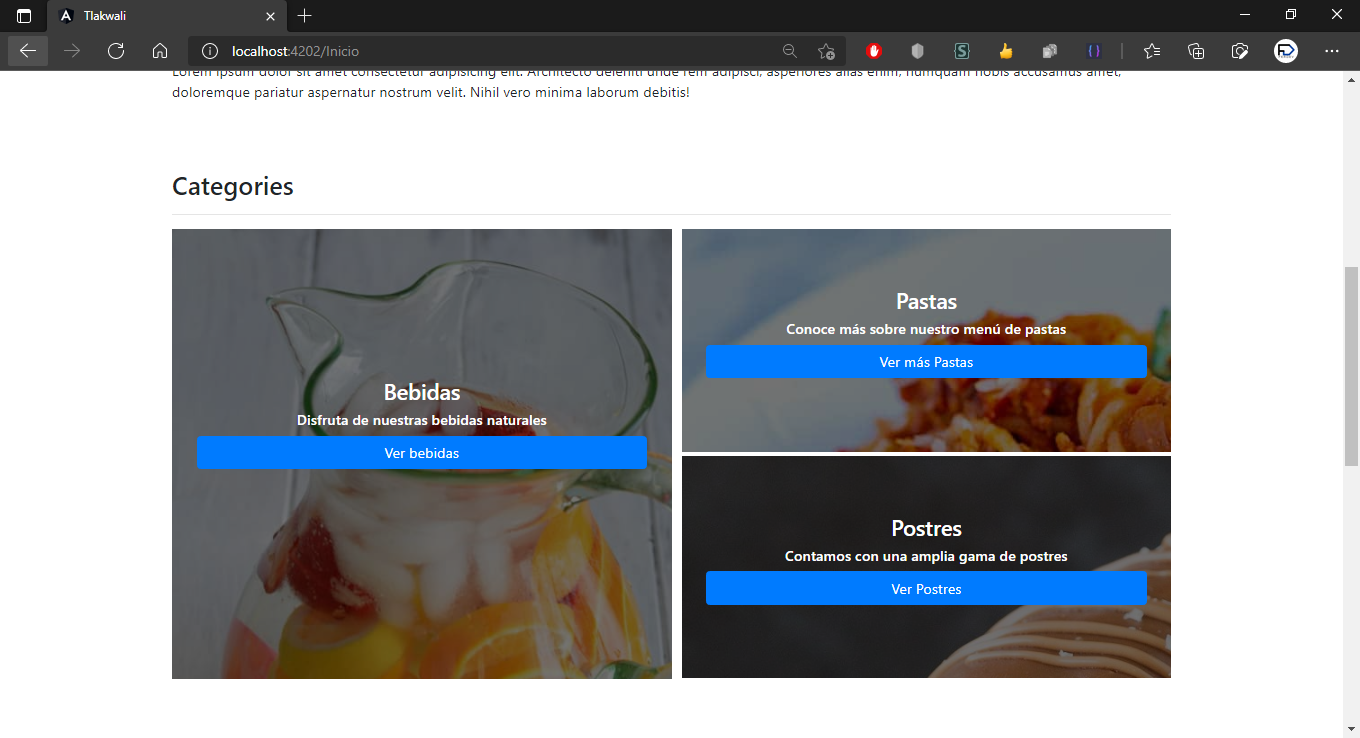 Tlakwali
localhost:4202/Inicio
Lorem ipsum dolor sit amet consectetur adipisicing elit. Architecto deleniti unde rem adipisci, asperiores alias enim, numquam nobis accusamus amet,
doloremque pariatur aspernatur nostrum velit. Nihil vero minima laborum debitis!
Categories
Bebidas
Disfruta de nuestras bebidas naturales
Ver bebidas
Pastas
Conoce más sobre nuestro menú de pastas
Ver más Pastas
Postres
Contamos con una amplia gama de postres
Ver Postres